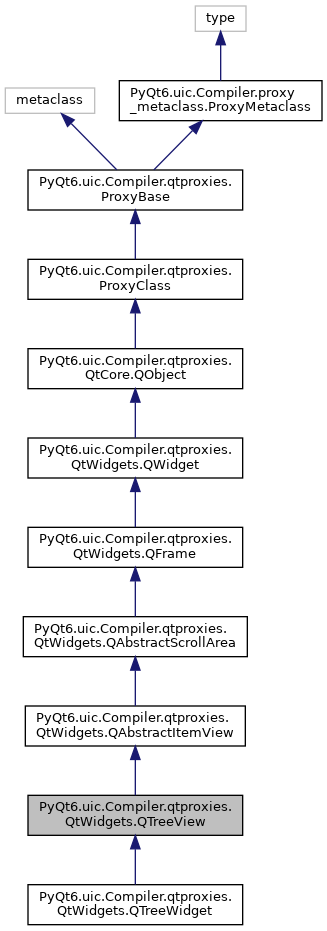 type
PyQt6.uic.Compiler.proxy
_metaclass.ProxyMetaclass
metaclass
PyQt6.uic.Compiler.qtproxies.
ProxyBase
PyQt6.uic.Compiler.qtproxies.
ProxyClass
PyQt6.uic.Compiler.qtproxies.
QtCore.QObject
PyQt6.uic.Compiler.qtproxies.
QtWidgets.QWidget
PyQt6.uic.Compiler.qtproxies.
QtWidgets.QFrame
PyQt6.uic.Compiler.qtproxies.
QtWidgets.QAbstractScrollArea
PyQt6.uic.Compiler.qtproxies.
QtWidgets.QAbstractItemView
PyQt6.uic.Compiler.qtproxies.
QtWidgets.QTreeView
PyQt6.uic.Compiler.qtproxies.
QtWidgets.QTreeWidget